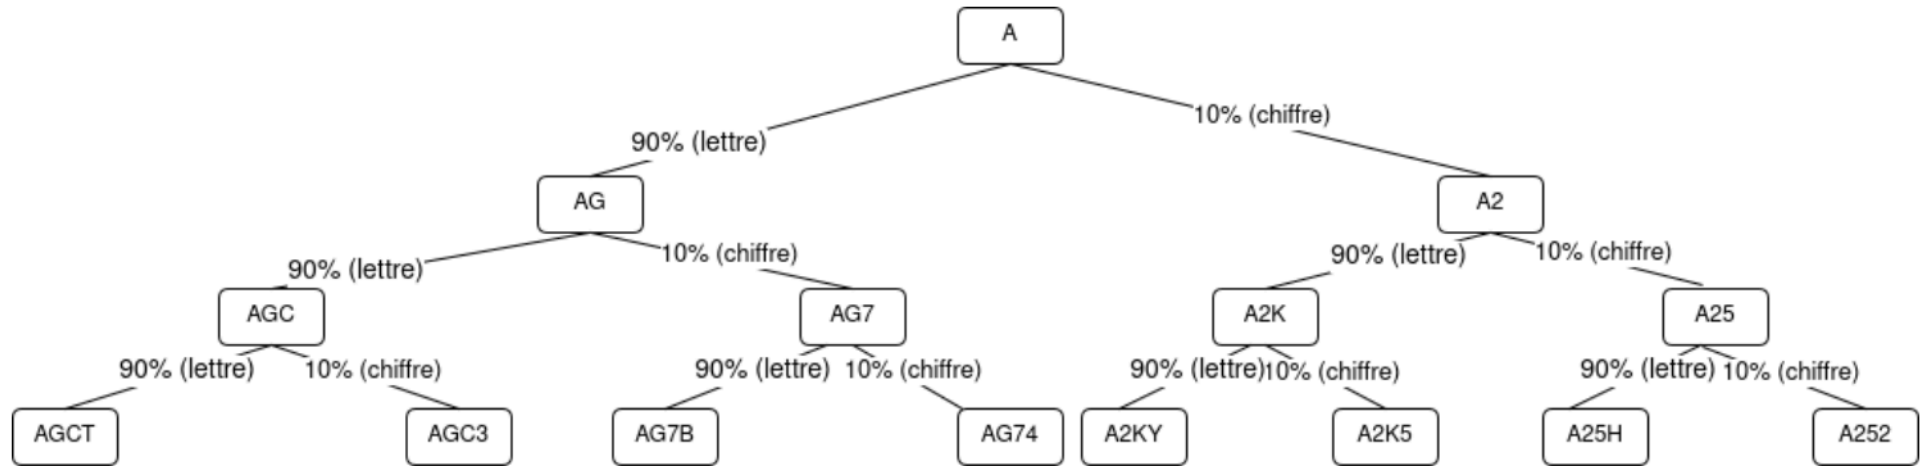 A
90% (lettre)
10% (chiffre)
AG
A2
90% (lettre)
10% (chiffre)
90% (lettre)
10% (chiffre)
AGC
AG7
A2K
A25
90% (lettre)
10% (chiffre)
90% (lettre)
10% (chiffre)
90% (lettre)
10% (chiffre)
90% (lettre)
10% (chiffre)
AGCT
AGC3
AG7B
AG74
A2KY
A2K5
A25H
A252